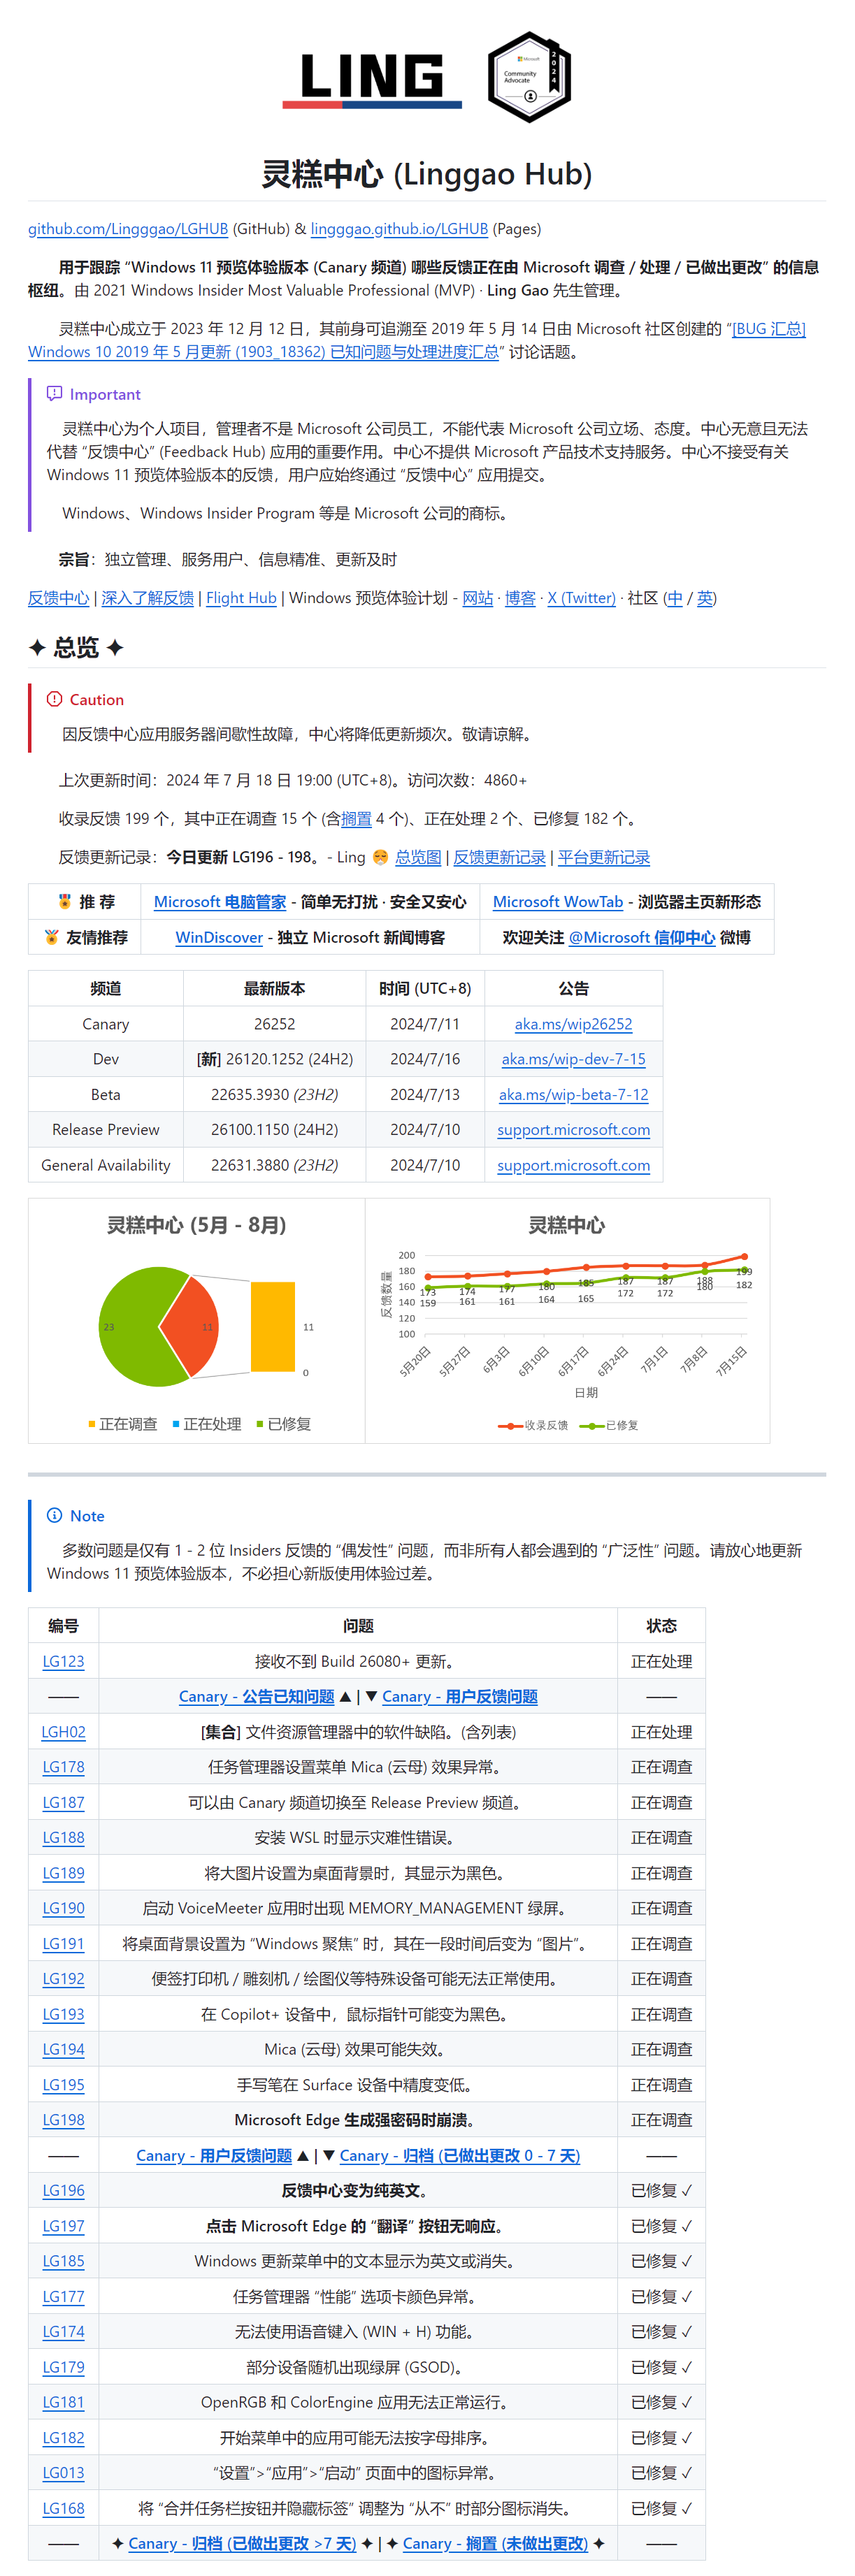 LING
Microsoft
Community
Advocate
2024
灵糕中心 (Linggao Hub)
github.com/Lingggao/LGHUB (GitHub) & lingggao.github.io/LGHUB (Pages)
用于跟踪 “Windows 11 预览体验版本 (Canary 频道) 哪些反馈正在由 Microsoft 调查 / 处理 / 已做出更改” 的信息
枢纽。由 2021 Windows Insider Most Valuable Professional (MVP) · Ling Gao 先生管理。
灵糕中心成立于 2023 年 12 月 12 日，其前身可追溯至 2019 年 5 月 14 日由 Microsoft 社区创建的 “[BUG 汇总]
Windows 10 2019 年 5 月更新 (1903_18362) 已知问题与处理进度汇总” 讨论话题。
Important
灵糕中心为个人项目，管理者不是 Microsoft 公司员工，不能代表 Microsoft 公司立场、态度。中心无意且无法
代替 “反馈中心” (Feedback Hub) 应用的重要作用。中心不提供 Microsoft 产品技术支持服务。中心不接受有关
Windows 11 预览体验版本的反馈，用户应始终通过 “反馈中心” 应用提交。
Windows、Windows Insider Program 等是 Microsoft 公司的商标。
宗旨：独立管理、服务用户、信息精准、更新及时
反馈中心 | 深入了解反馈 | Flight Hub | Windows 预览体验计划 - 网站 · 博客 · X (Twitter) · 社区 (中 / 英)
✦ 总览 ✦
Caution
因反馈中心应用服务器间歇性故障，中心将降低更新频次。敬请谅解。
上次更新时间：2024 年 7 月 18 日 19:00 (UTC+8)。访问次数：4860+
收录反馈 199 个，其中正在调查 15 个 (含搁置 4 个)、正在处理 2 个、已修复 182 个。
反馈更新记录：今日更新 LG196 - 198。- Ling 😤 总览图 | 反馈更新记录 | 平台更新记录
🏅 推 荐 Microsoft 电脑管家 - 简单无打扰 · 安全又安心 Microsoft WowTab - 浏览器主页新形态
🏅 友情推荐 WinDiscover - 独立 Microsoft 新闻博客 欢迎关注 @Microsoft 信仰中心 微博
频道 最新版本 时间 (UTC+8) 公告
Canary 26252 2024/7/11 aka.ms/wip26252
Dev [新] 26120.1252 (24H2) 2024/7/16 aka.ms/wip-dev-7-15
Beta 22635.3930 (23H2) 2024/7/13 aka.ms/wip-beta-7-12
Release Preview 26100.1150 (24H2) 2024/7/10 support.microsoft.com
General Availability 22631.3880 (23H2) 2024/7/10 support.microsoft.com
灵糕中心 (5月 - 8月)
23 11 11
0
正在调查 正在处理 已修复
灵糕中心
反馈数量
200
180
160
140
120
100
173 174 177 180 185 187 187 188 199
159 161 161 164 165 172 172 180 182
5月20日 5月27日 6月3日 6月10日 6月17日 6月24日 7月1日 7月8日 7月15日
日期
收录反馈 已修复
Note
多数问题是仅有 1 - 2 位 Insiders 反馈的 “偶发性” 问题，而非所有人都会遇到的 “广泛性” 问题。请放心地更新
Windows 11 预览体验版本，不必担心新版使用体验过差。
编号 问题 状态
LG123 接收不到 Build 26080+ 更新。 正在处理
—— Canary - 公告已知问题 ▲ | ▼ Canary - 用户反馈问题 ——
LGH02 [集合] 文件资源管理器中的软件缺陷。(含列表) 正在处理
LG178 任务管理器设置菜单 Mica (云母) 效果异常。 正在调查
LG187 可以由 Canary 频道切换至 Release Preview 频道。 正在调查
LG188 安装 WSL 时显示灾难性错误。 正在调查
LG189 将大图片设置为桌面背景时，其显示为黑色。 正在调查
LG190 启动 VoiceMeeter 应用时出现 MEMORY_MANAGEMENT 绿屏。 正在调查
LG191 将桌面背景设置为 “Windows 聚焦” 时，其在一段时间后变为 “图片”。 正在调查
LG192 便签打印机 / 雕刻机 / 绘图仪等特殊设备可能无法正常使用。 正在调查
LG193 在 Copilot+ 设备中，鼠标指针可能变为黑色。 正在调查
LG194 Mica (云母) 效果可能失效。 正在调查
LG195 手写笔在 Surface 设备中精度变低。 正在调查
LG198 Microsoft Edge 生成强密码时崩溃。 正在调查
—— Canary - 用户反馈问题 ▲ | ▼ Canary - 归档 (已做出更改 0 - 7 天) ——
LG196 反馈中心变为纯英文。 已修复 ✓
LG197 点击 Microsoft Edge 的 “翻译” 按钮无响应。 已修复 ✓
LG185 Windows 更新菜单中的文本显示为英文或消失。 已修复 ✓
LG177 任务管理器 “性能” 选项卡颜色异常。 已修复 ✓
LG174 无法使用语音键入 (WIN + H) 功能。 已修复 ✓
LG179 部分设备随机出现绿屏 (GSOD)。 已修复 ✓
LG181 OpenRGB 和 ColorEngine 应用无法正常运行。 已修复 ✓
LG182 开始菜单中的应用可能无法按字母排序。 已修复 ✓
LG013 “设置”>“应用”>“启动” 页面中的图标异常。 已修复 ✓
LG168 将 “合并任务栏按钮并隐藏标签” 调整为 “从不” 时部分图标消失。 已修复 ✓
—— ✦ Canary - 归档 (已做出更改 >7 天) ✦ | ✦ Canary - 搁置 (未做出更改) ✦ ——